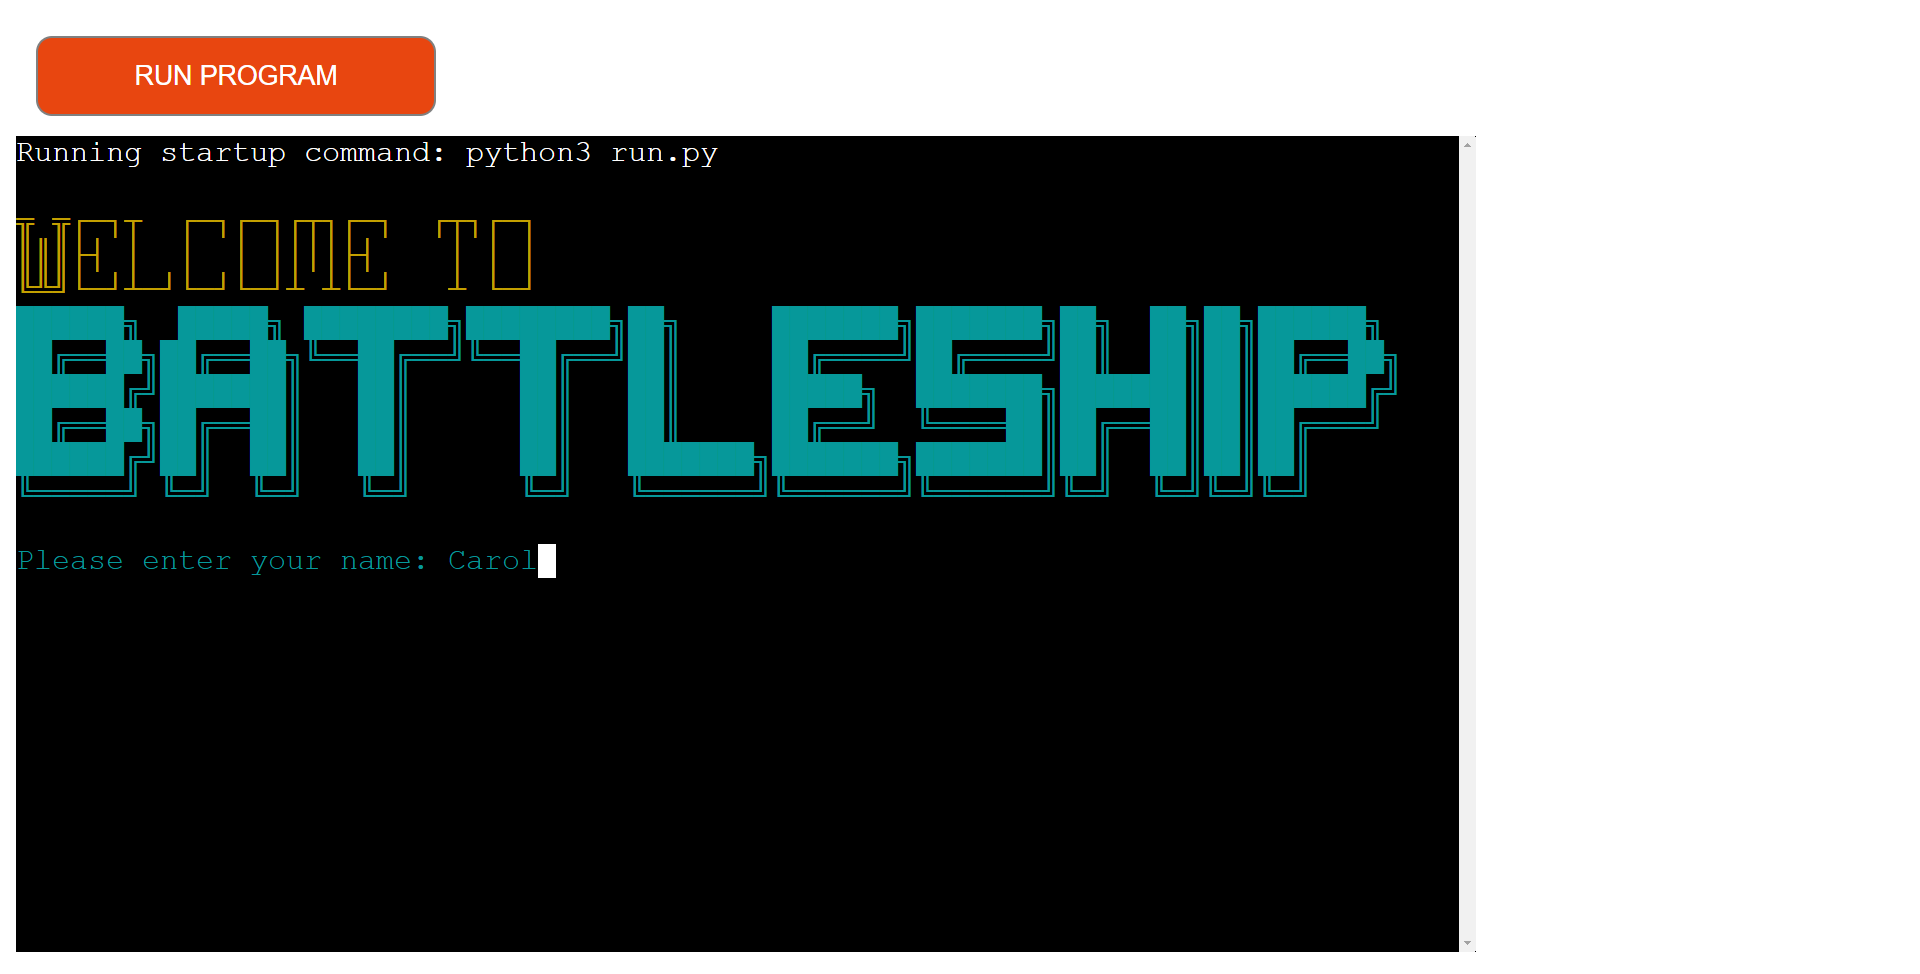 RUN PROGRAM
Running startup command: python3 run.py
WELCOME TO
BATTLESHIP
Please enter your name: Carol